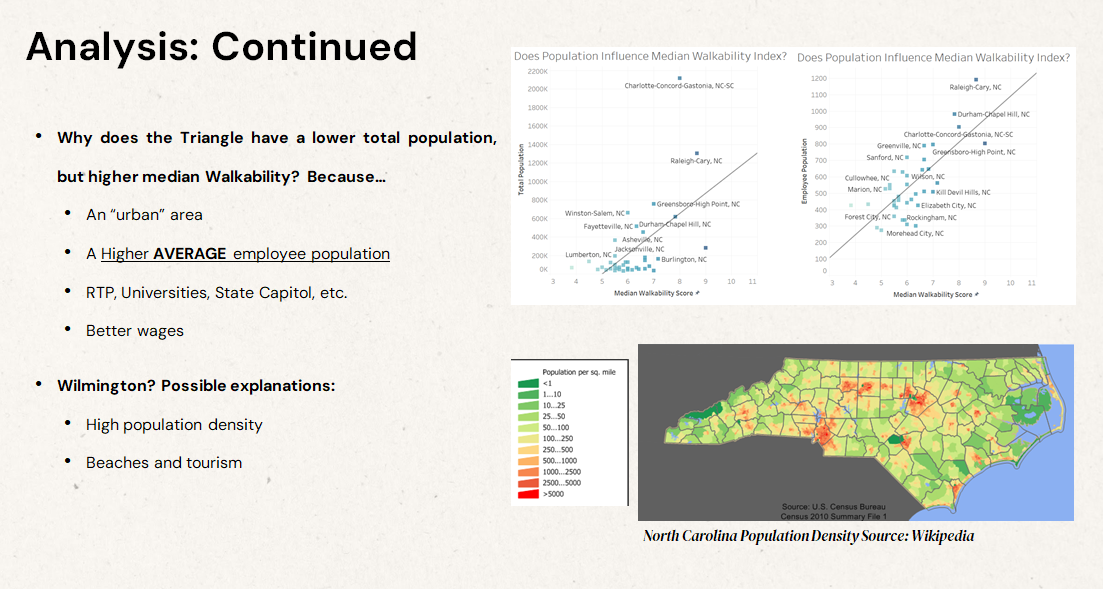 Analysis: Continued
• Why does the Triangle have a lower total population,
but higher median Walkability? Because...
• An “urban” area
• A Higher AVERAGE employee population
• RTP, Universities, State Capitol, etc.
• Better wages
• Wilmington? Possible explanations:
• High population density
• Beaches and tourism
Does Population Influence Median Walkability Index?
2200K
2000K
1800K
1600K
1400K
1200K
1000K
800K
600K
400K
200K
0K
Total Population
Charlotte-Concord-Gastonia, NC-SC
Raleigh-Cary, NC
Greensboro-High Point, NC
Winston-Salem, NC
Fayetteville, NC
Durham-Chapel Hill, NC
Asheville, NC
Jacksonville, NC
Lumberton, NC
Burlington, NC
3 4 5 6 7 8 9 10 11
Median Walkability Score
Does Population Influence Median Walkability Index?
1200
1100
1000
900
800
700
600
500
400
300
200
100
0
Employee Population
Raleigh-Cary, NC
Durham-Chapel Hill, NC
Charlotte-Concord-Gastonia, NC-SC
Greenville, NC
Greensboro-High Point, NC
Sanford, NC
Cullowhee, NC
Wilson, NC
Marion, NC
Kill Devil Hills, NC
Elizabeth City, NC
Forest City, NC
Rockingham, NC
Morehead City, NC
3 4 5 6 7 8 9 10 11
Median Walkability Score
Population per sq. mile
<1
1...10
10...25
25...50
50...100
100...250
250...500
500...1000
1000...2500
2500...5000
>5000
Source: U.S. Census Bureau
Census 2010 Summary File 1
North Carolina Population Density Source: Wikipedia